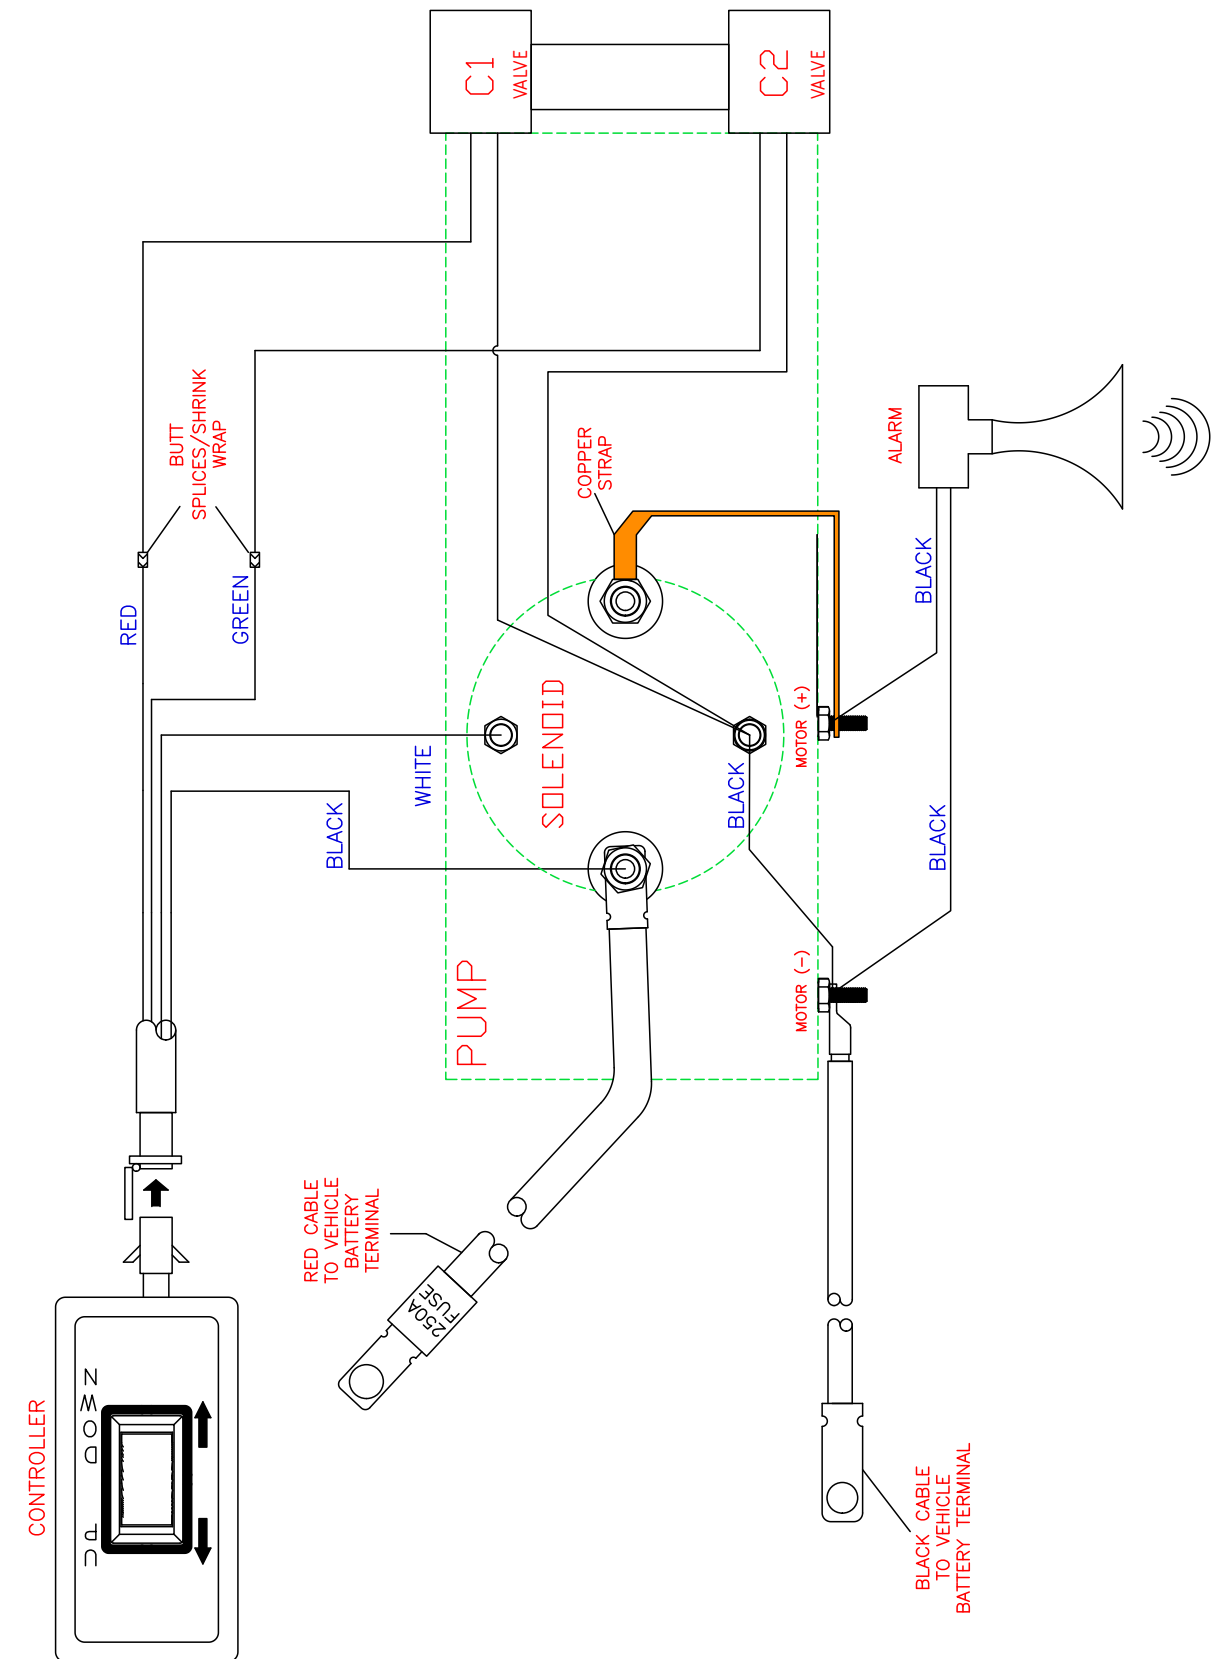 C1
VALVE
C2
VALVE
BUTT
SPLICES/SHRINK
WRAP
RED
GREEN
COPPER
STRAP
ALARM
BLACK
SOLENOID
WHITE
BLACK
BLACK
MOTOR (+)
BLACK
PUMP
MOTOR (-)
RED CABLE
TO VEHICLE
BATTERY
TERMINAL
250A
FUSE
CONTROLLER
DOWN
UP
BLACK CABLE
TO VEHICLE
BATTERY TERMINAL